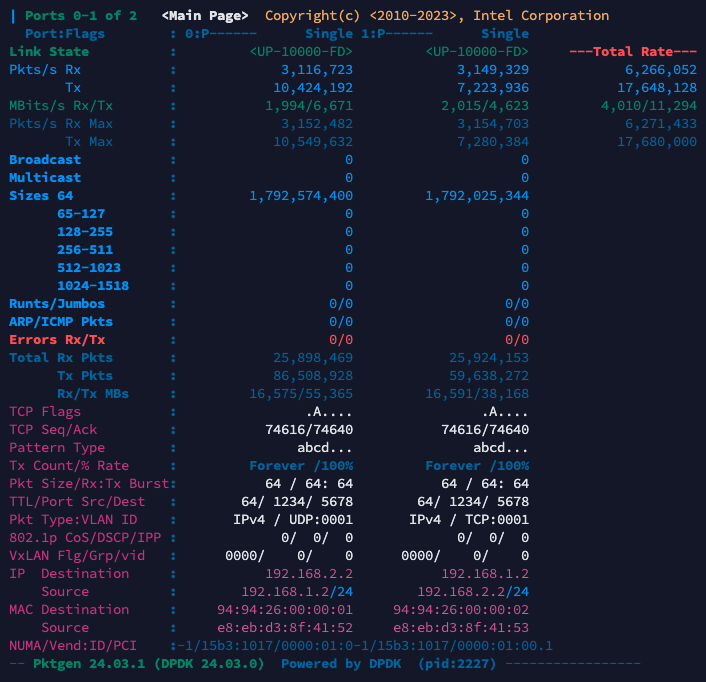 | Ports 0-1 of 2   <Main Page>  Copyright(c) <2010-2023>, Intel Corporation
  Port:Flags        : 0:P------      Single 1:P------      Single
Link State          :         <UP-10000-FD>         <UP-10000-FD>     ---Total Rate---
Pkts/s Rx           :             3,116,723             3,149,329            6,266,052
       Tx           :            10,424,192             7,223,936           17,648,128
MBits/s Rx/Tx       :           1,994/6,671           2,015/4,623         4,010/11,294
Pkts/s Rx Max       :             3,152,482             3,154,703            6,271,433
       Tx Max       :            10,549,632             7,280,384           17,680,000
Broadcast           :                     0                     0
Multicast           :                     0                     0
Sizes 64            :         1,792,574,400         1,792,025,344
      65-127        :                     0                     0
      128-255       :                     0                     0
      256-511       :                     0                     0
      512-1023      :                     0                     0
      1024-1518     :                     0                     0
Runts/Jumbos        :                   0/0                   0/0
ARP/ICMP Pkts       :                   0/0                   0/0
Errors Rx/Tx        :                   0/0                   0/0
Total Rx Pkts       :            25,898,469            25,924,153
      Tx Pkts       :            86,508,928            59,638,272
      Rx/Tx MBs     :         16,575/55,365         16,591/38,168
TCP Flags           :                .A....                .A....
TCP Seq/Ack         :           74616/74640           74616/74640
Pattern Type        :               abcd...               abcd...
Tx Count/% Rate     :         Forever /100%         Forever /100%
Pkt Size/Rx:Tx Burst:           64 / 64: 64           64 / 64: 64
TTL/Port Src/Dest   :        64/ 1234/ 5678        64/ 1234/ 5678
Pkt Type:VLAN ID    :       IPv4 / UDP:0001       IPv4 / TCP:0001
802.1p CoS/DSCP/IPP :             0/  0/  0             0/  0/  0
VxLAN Flg/Grp/vid   :      0000/    0/    0      0000/    0/    0
IP  Destination     :           192.168.2.2           192.168.1.2
    Source          :        192.168.1.2/24        192.168.2.2/24
MAC Destination     :     94:94:26:00:00:01     94:94:26:00:00:02
    Source          :     e8:eb:d3:8f:41:52     e8:eb:d3:8f:41:53
NUMA/Vend:ID/PCI    :-1/15b3:1017/0000:01:0-1/15b3:1017/0000:01:00.1
-- Pktgen 24.03.1 (DPDK 24.03.0)  Powered by DPDK  (pid:2227) -----------------